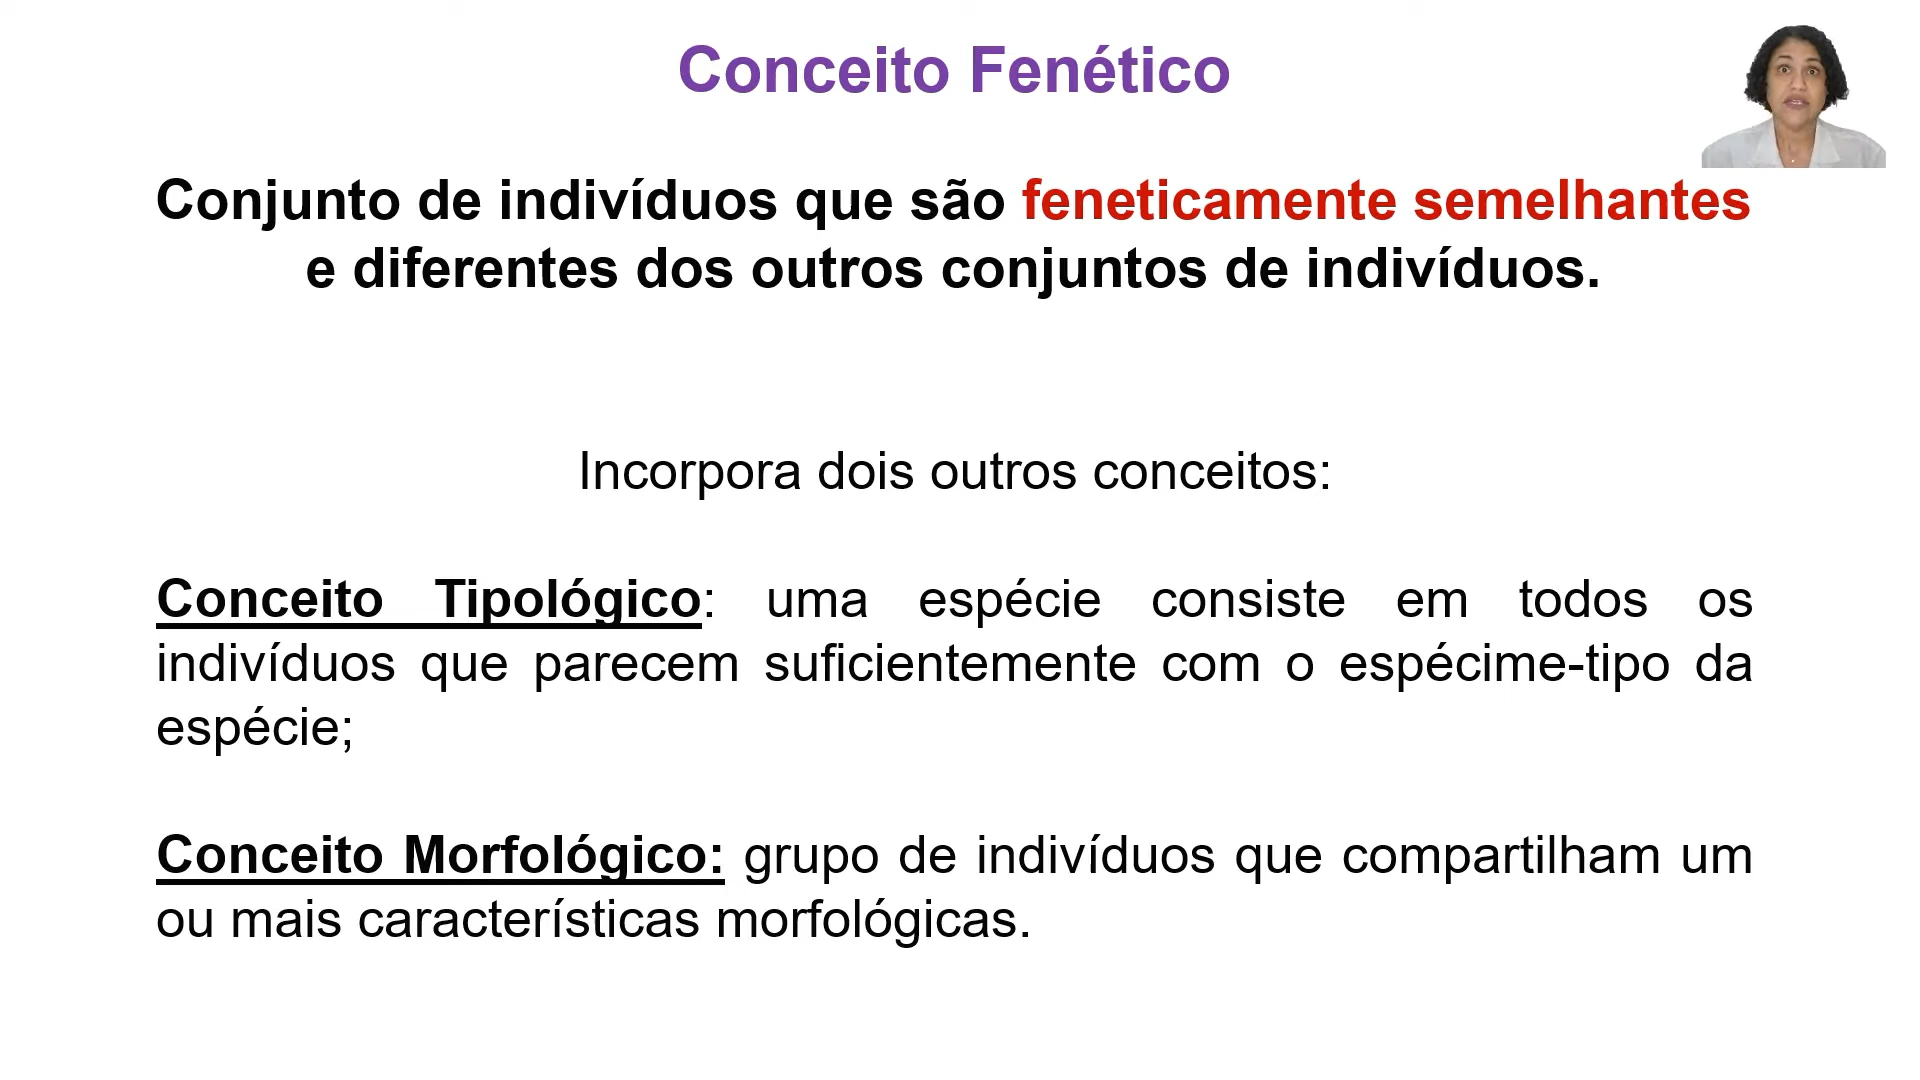 Conceito Fenético
Conjunto de indivíduos que são feneticamente semelhantes
e diferentes dos outros conjuntos de indivíduos.
Incorpora dois outros conceitos:
Conceito Tipológico: uma espécie consiste em todos os
indivíduos que parecem suficientemente com o espécime-tipo da
espécie;
Conceito Morfológico: grupo de indivíduos que compartilham um
ou mais características morfológicas.